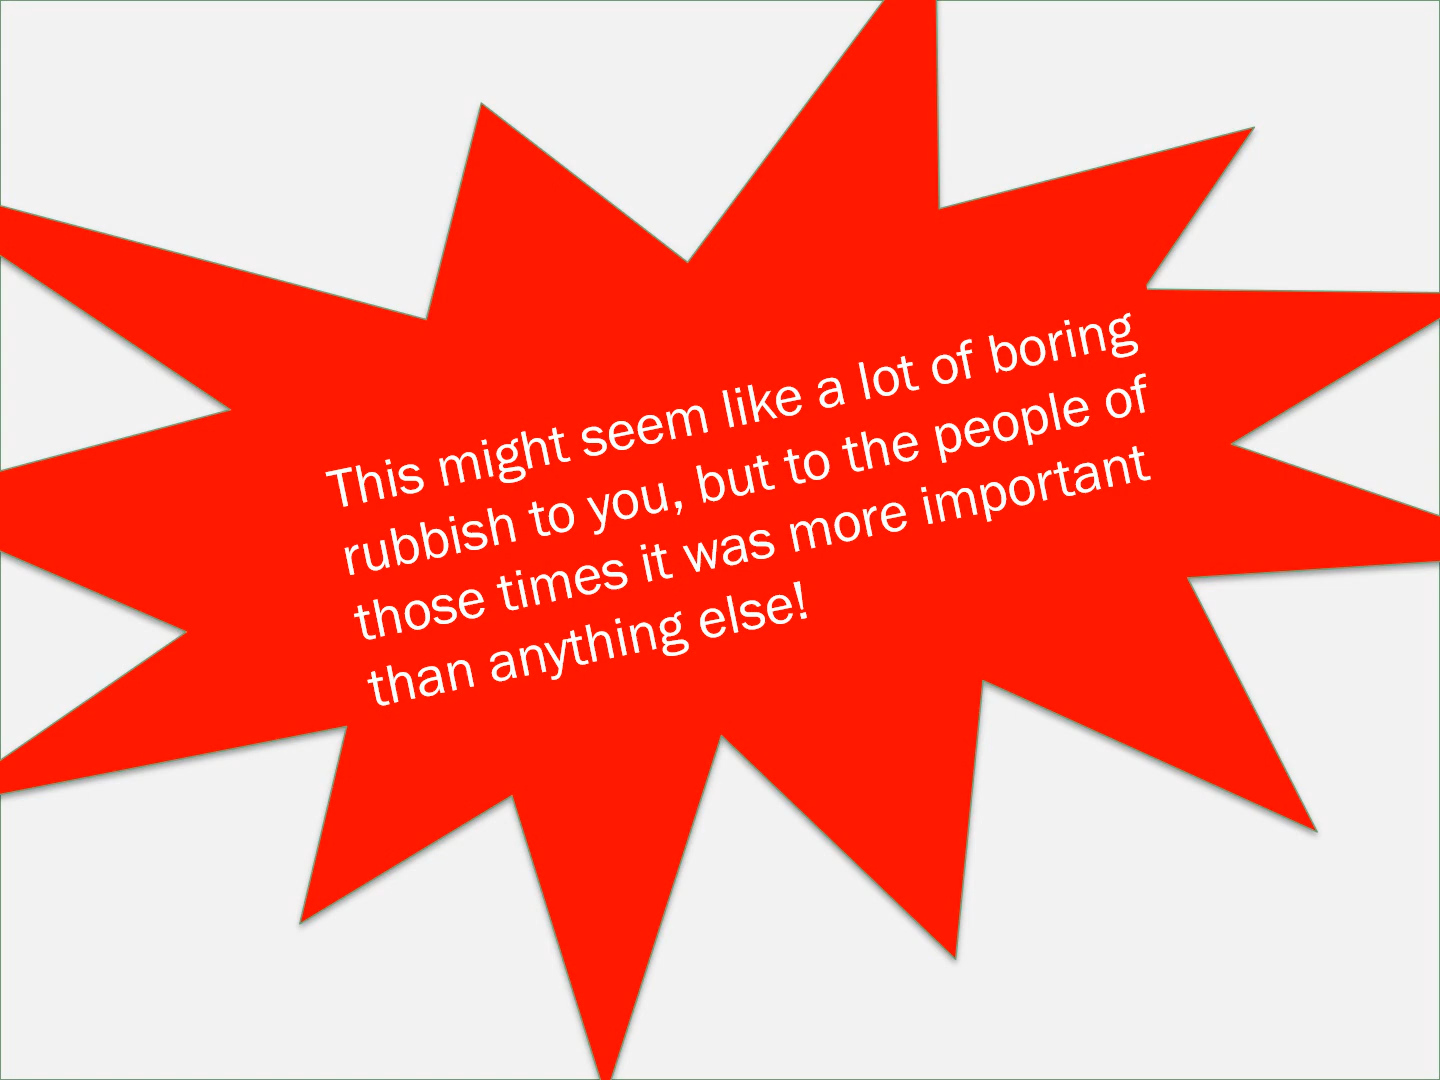 This might seem like a lot of boring
rubbish to you, but to the people of
those times it was more important
than anything else!